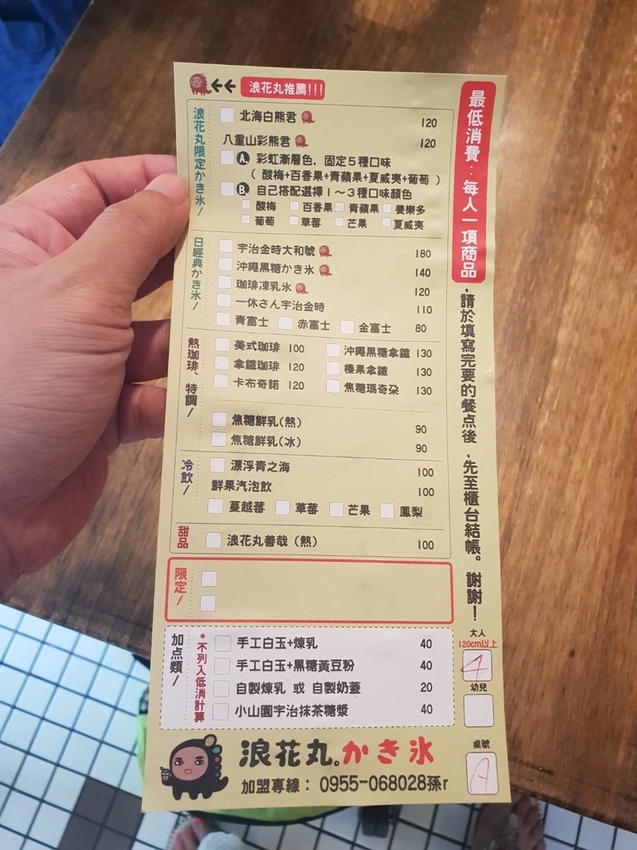 浪花丸推薦!!!
浪花丸限定かき氷/
北海白熊君 120
八重山彩熊君 120
A. 彩虹漸層色，固定5種口味
( 酸梅+百香果+青蘋果+夏威夷+葡萄 )
B. 自己搭配選擇1~3種口味顏色
酸梅 百香果 青蘋果 養樂多
葡萄 草莓 芒果 夏威夷
日經典かき氷/
宇治金時大和號 180
沖繩黑糖かき氷 140
珈琲凍乳氷 120
一休さん宇治金時 110
青富士 赤富士 金富士 80
熱珈琲、特調/
美式珈琲 100 沖繩黑糖拿鐵 130
拿鐵珈琲 120 榛果拿鐵 130
卡布奇諾 120 焦糖瑪奇朶 130
焦糖鮮乳(熱) 90
焦糖鮮乳(冰) 90
冷飲/
漂浮青之海 100
鮮果汽泡飲 100
蔓越莓 草莓 芒果 鳳梨
甜品
浪花丸善哉 (熱) 100
限定/
加点類/
*不列入低消計算
手工白玉+煉乳 40
手工白玉+黑糖黃豆粉 40
自製煉乳 或 自製奶蓋 20
小山園宇治抹茶糖漿 40
浪花丸。かき氷
加盟專線： 0955-068028孫r
最低消費：每人一項商品
，請於填寫完要的餐点後，先至櫃台結帳。謝謝！
大人
120cm以上
4
幼兒
桌號
A